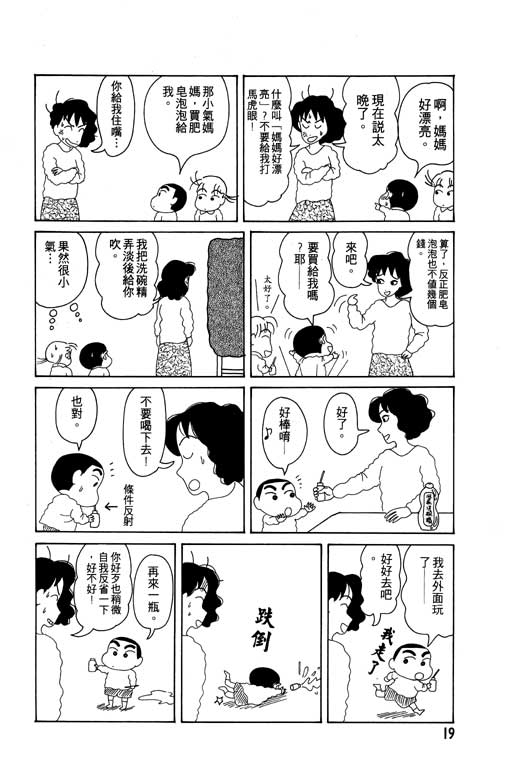 啊，媽媽
好漂亮。
現在說太
晚了。
什麼叫「媽媽好漂
亮」？不要給我打
馬虎眼！
那小氣媽
媽，買肥
皂泡泡給
我。
你給我住嘴…
算了，反正肥皂
泡泡也不值幾個
錢。
來吧。
要買給我嗎
？耶──
太好了。
我把洗碗精
弄淡後給你
吹。
果然很小
氣…
好了。
好棒唷──
不要喝下去！
也對。
條件反射
我去外面玩
了──
好好去吧
。
我走了
跌倒
再來一瓶。
你好歹也稍微
自我反省一下
，好不好！
19